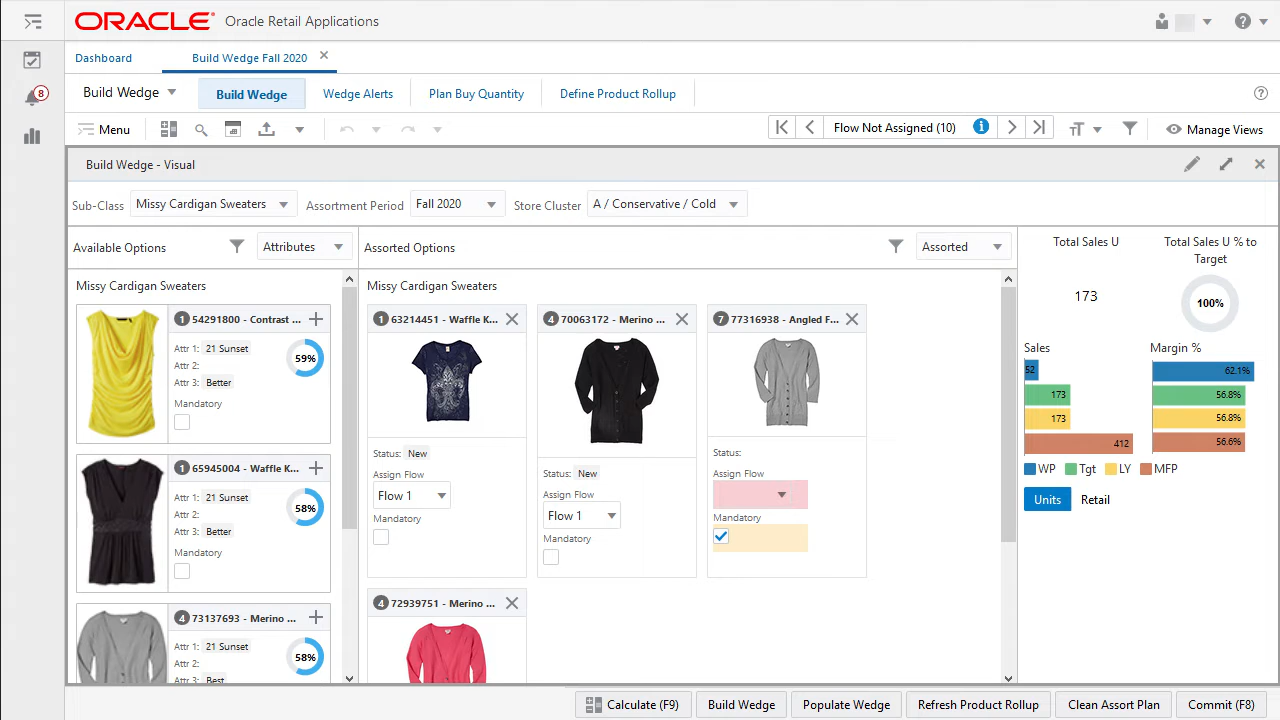 ORACLE Oracle Retail Applications
Dashboard
Build Wedge Fall 2020
8
Build Wedge
Build Wedge
Wedge Alerts
Plan Buy Quantity
Define Product Rollup
Menu
Flow Not Assigned (10)
Manage Views
Build Wedge - Visual
Sub-Class Missy Cardigan Sweaters
Assortment Period Fall 2020
Store Cluster A / Conservative / Cold
Available Options
Attributes
Missy Cardigan Sweaters
1 54291800 - Contrast ...
Attr 1: 21 Sunset
Attr 2:
Attr 3: Better
59%
Mandatory
1 65945004 - Waffle K...
Attr 1: 21 Sunset
Attr 2:
Attr 3: Better
58%
Mandatory
4 73137693 - Merino ...
Attr 1: 21 Sunset
Attr 2:
Attr 3: Best
58%
Assorted Options
Assorted
Missy Cardigan Sweaters
1 63214451 - Waffle K...
Status: New
Assign Flow
Flow 1
Mandatory
4 70063172 - Merino ...
Status: New
Assign Flow
Flow 1
Mandatory
7 77316938 - Angled F...
Status:
Assign Flow
Mandatory
4 72939751 - Merino ...
Total Sales U
173
Total Sales U % to
Target
100%
Sales
52
173
173
412
Margin %
62.1%
56.8%
56.8%
56.6%
WP Tgt LY MFP
Units Retail
Calculate (F9)
Build Wedge
Populate Wedge
Refresh Product Rollup
Clean Assort Plan
Commit (F8)